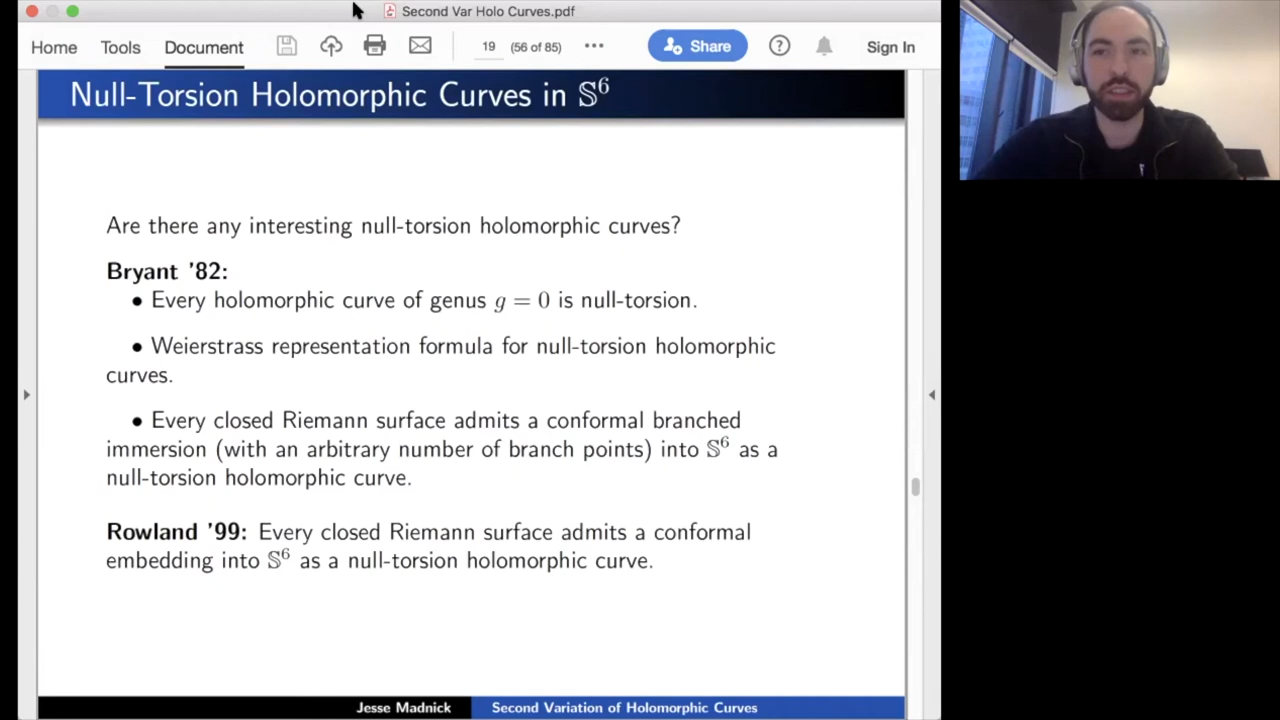 Second Var Holo Curves.pdf
Home Tools Document 19 (56 of 85) Share Sign In
Null-Torsion Holomorphic Curves in 𝕊⁶
Are there any interesting null-torsion holomorphic curves?
Bryant '82:
• Every holomorphic curve of genus g = 0 is null-torsion.
• Weierstrass representation formula for null-torsion holomorphic
curves.
• Every closed Riemann surface admits a conformal branched
immersion (with an arbitrary number of branch points) into 𝕊⁶ as a
null-torsion holomorphic curve.
Rowland '99: Every closed Riemann surface admits a conformal
embedding into 𝕊⁶ as a null-torsion holomorphic curve.
Jesse Madnick Second Variation of Holomorphic Curves